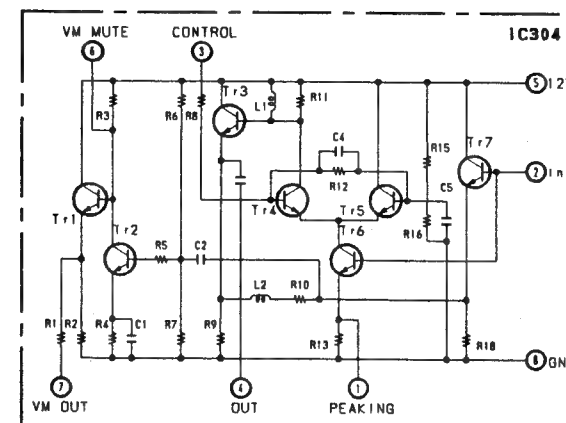 VM MUTE CONTROL IC304
6 3
5 12
R3 R6 R8 Tr3 L1 R11
C4 R15 Tr7
2 In
R12 C5
Tr1 Tr4 Tr5 R16
Tr2 Tr6
R5 C2
L2 R10
R1 R2 R4 C1 R7 R9 R13 R18
8 GN
7 4 1
VM OUT OUT PEAKING